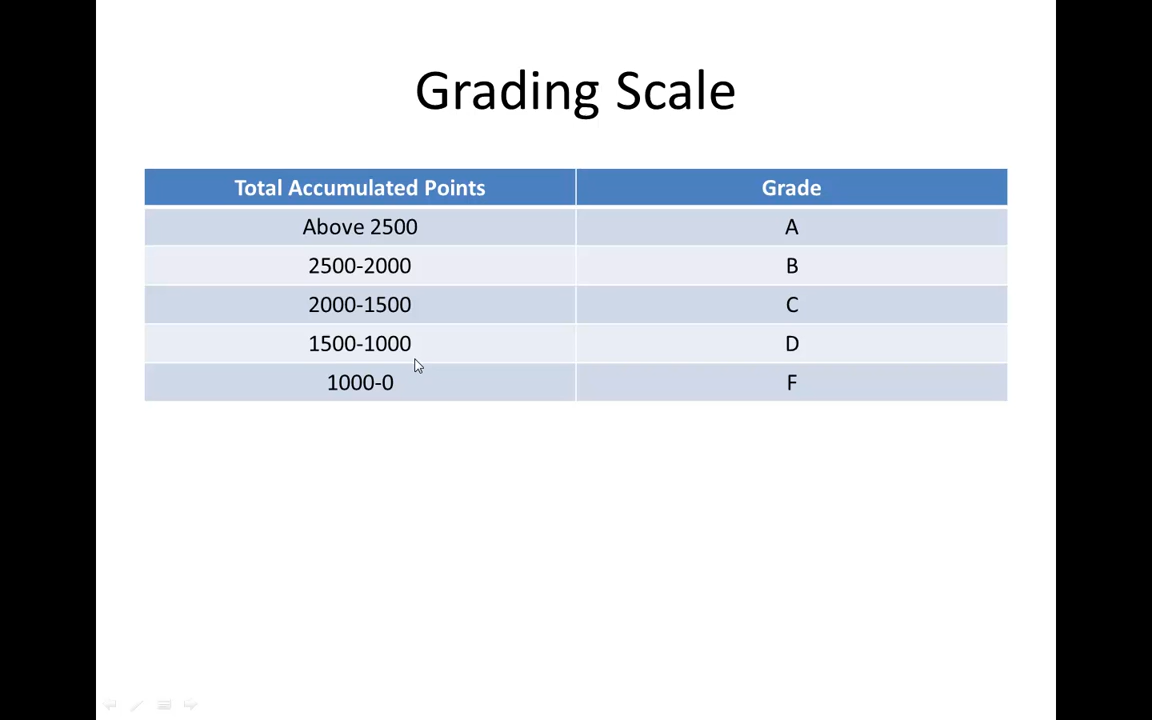 Grading Scale
Total Accumulated Points Grade
Above 2500 A
2500-2000 B
2000-1500 C
1500-1000 D
1000-0 F